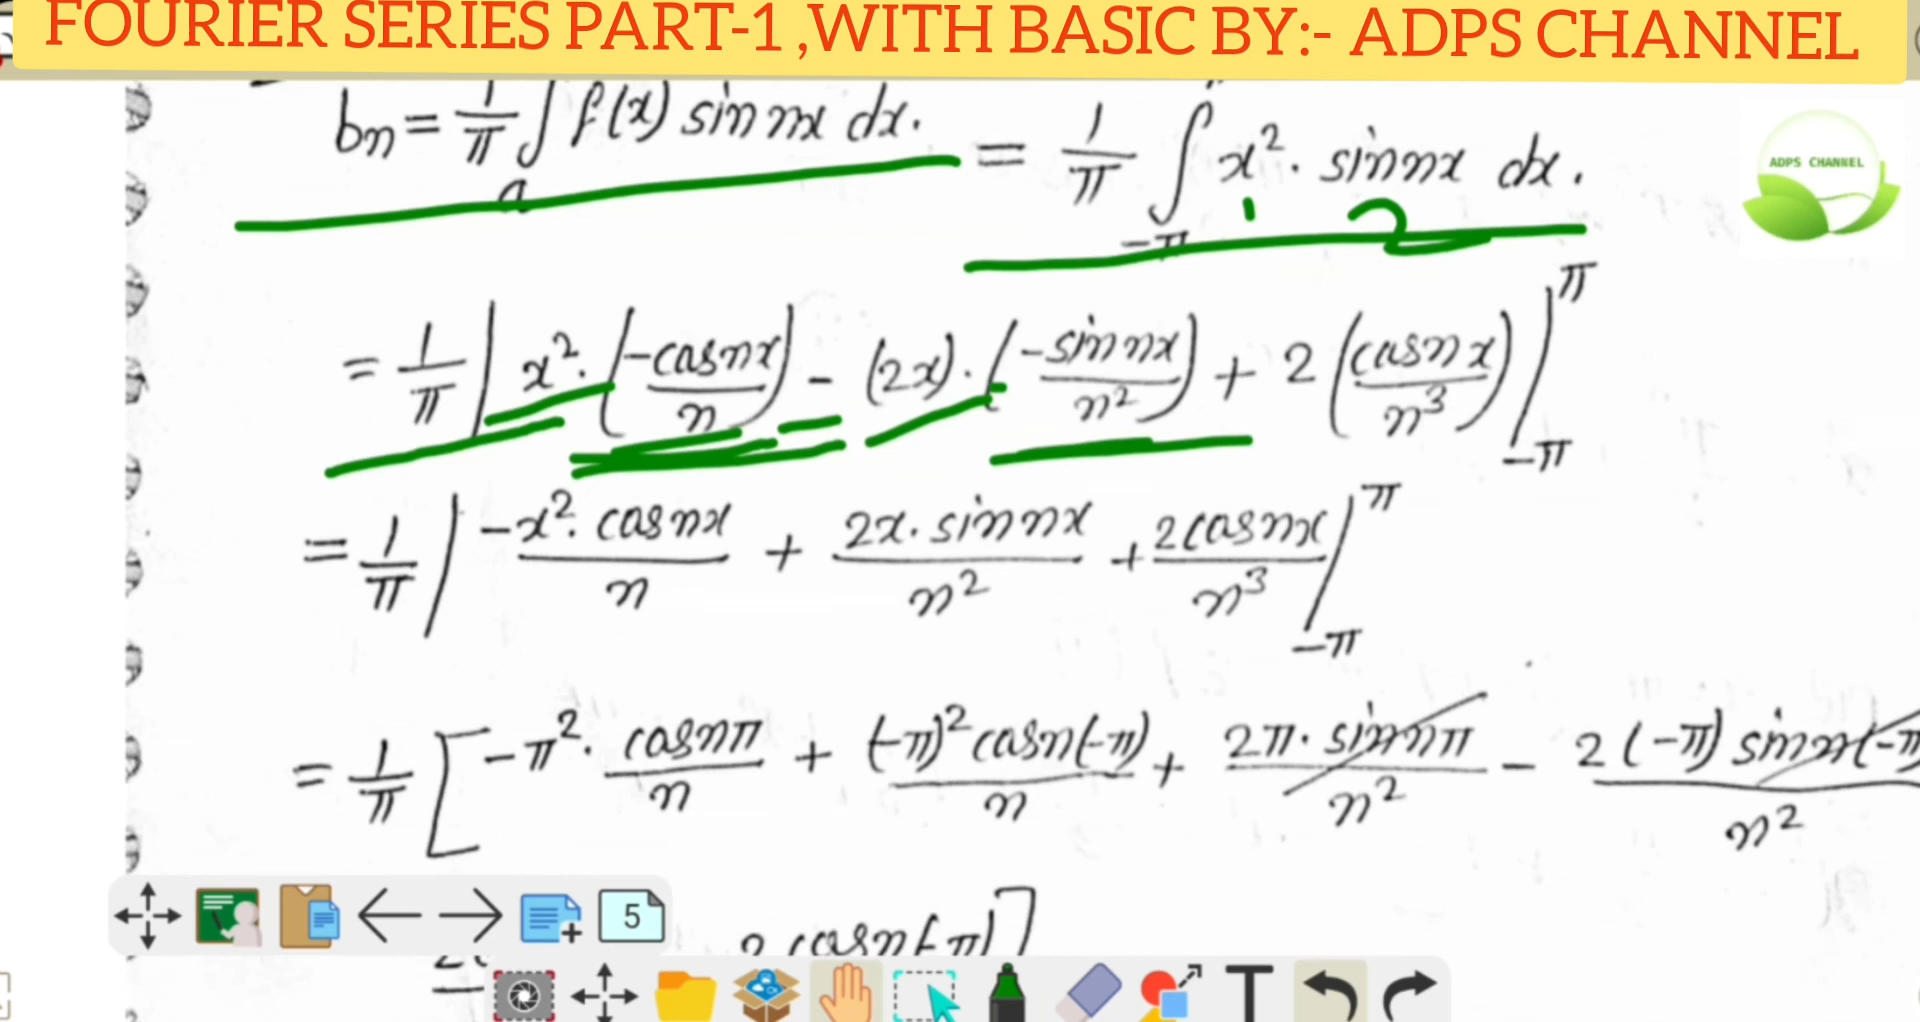 FOURIER SERIES PART-1 ,WITH BASIC BY:- ADPS CHANNEL
ADPS CHANNEL
bn = 1/π ∫a f(x) sin nx dx. = 1/π ∫-π x². sin nx dx.
1 2
= 1/π | x². (-cos nx/n) - (2x). (-sin nx/n²) + 2 (cos nx/n³) |π -π
= 1/π | -x². cos nx/n + 2x. sin nx/n² + 2cos nx/n³ |π -π
= 1/π [ -π². cos nπ/n + (-π)² cos n(-π)/n + 2π. sin nπ/n² - 2(-π) sin n(-π)/n²
2 cos n(-π) ]
5
T